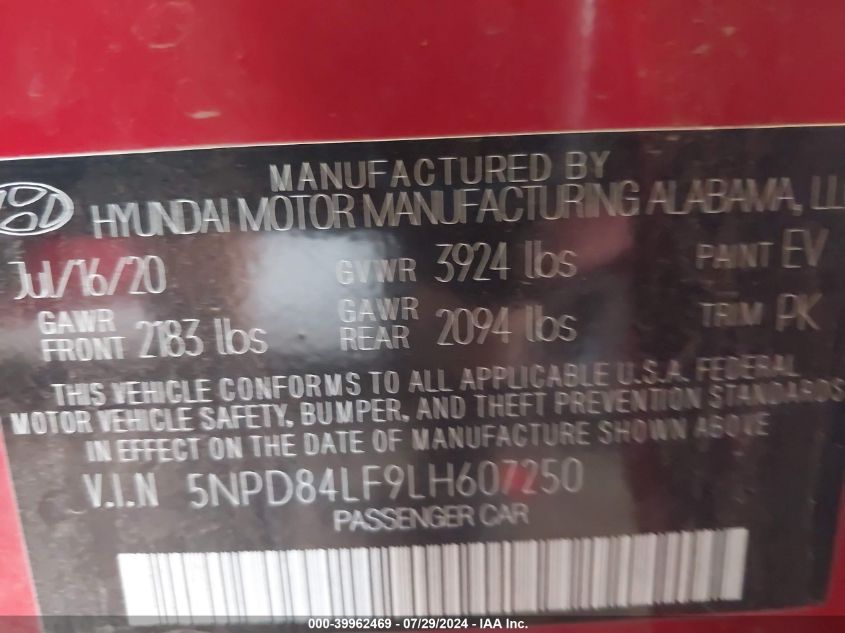 MANUFACTURED BY
HYUNDAI MOTOR MANUFACTURING ALABAMA, LL
Jul/16/20 GVWR 3924 lbs PAINT EV
GAWR FRONT 2183 lbs GAWR REAR 2094 lbs TRIM PK
THIS VEHICLE CONFORMS TO ALL APPLICABLE U.S.A. FEDERAL
MOTOR VEHICLE SAFETY, BUMPER, AND THEFT PREVENTION STANDARDS
IN EFFECT ON THE DATE OF MANUFACTURE SHOWN ABOVE
V.I.N 5NPD84LF9LH607250
PASSENGER CAR
000-39962469 - 07/29/2024 - IAA Inc.